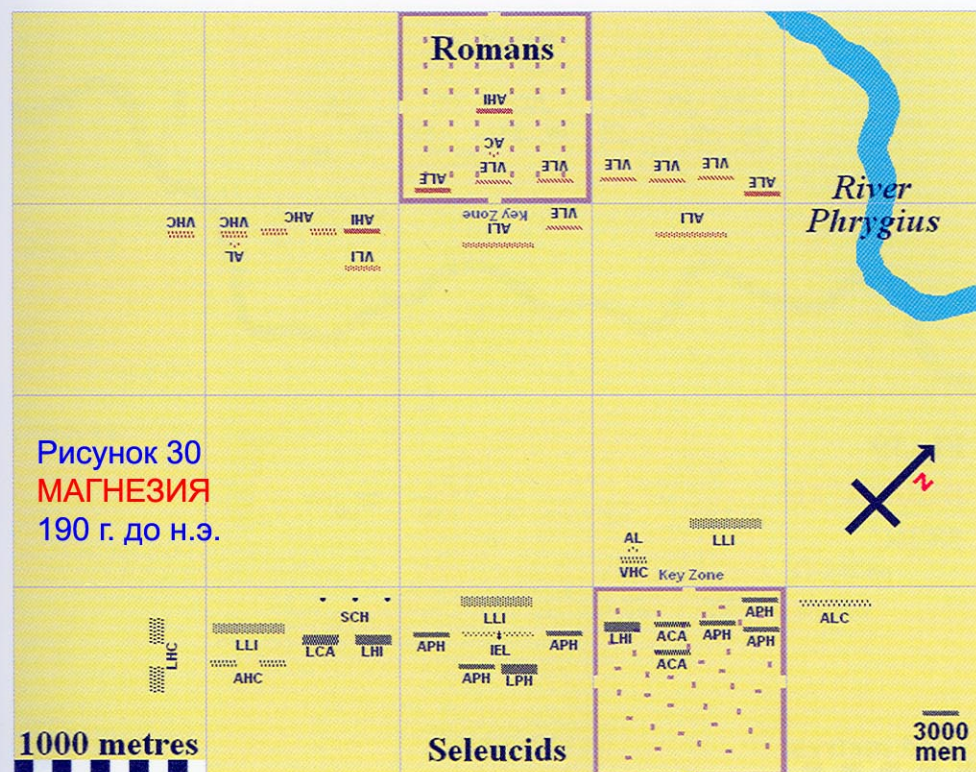 Romans
AHI
AC
ALE VLE VLE VLE VLE VLE ALE
River
Phrygius
VHC VHC AHC AHI Key Zone VLE ALI
AL VLI ALI
Рисунок 30
МАГНЕЗИЯ
190 г. до н.э.
N
LLI
AL
VHC Key Zone
SCH LLI APH ALC
LLI LCA LHI APH IEL APH LHI ACA APH APH
LHC AHC APH LPH ACA
1000 metres
Seleucids
3000
men